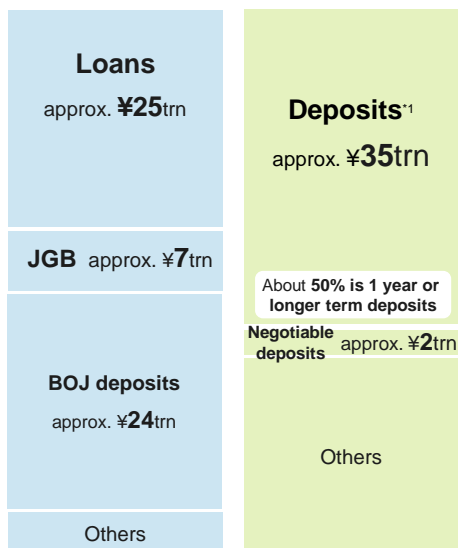 Loans
approx. ¥25trn
JGB approx. ¥7trn
BOJ deposits
approx. ¥24trn
Others
Deposits*1
approx. ¥35trn
About 50% is 1 year or
longer term deposits
Negotiable
deposits approx. ¥2trn
Others